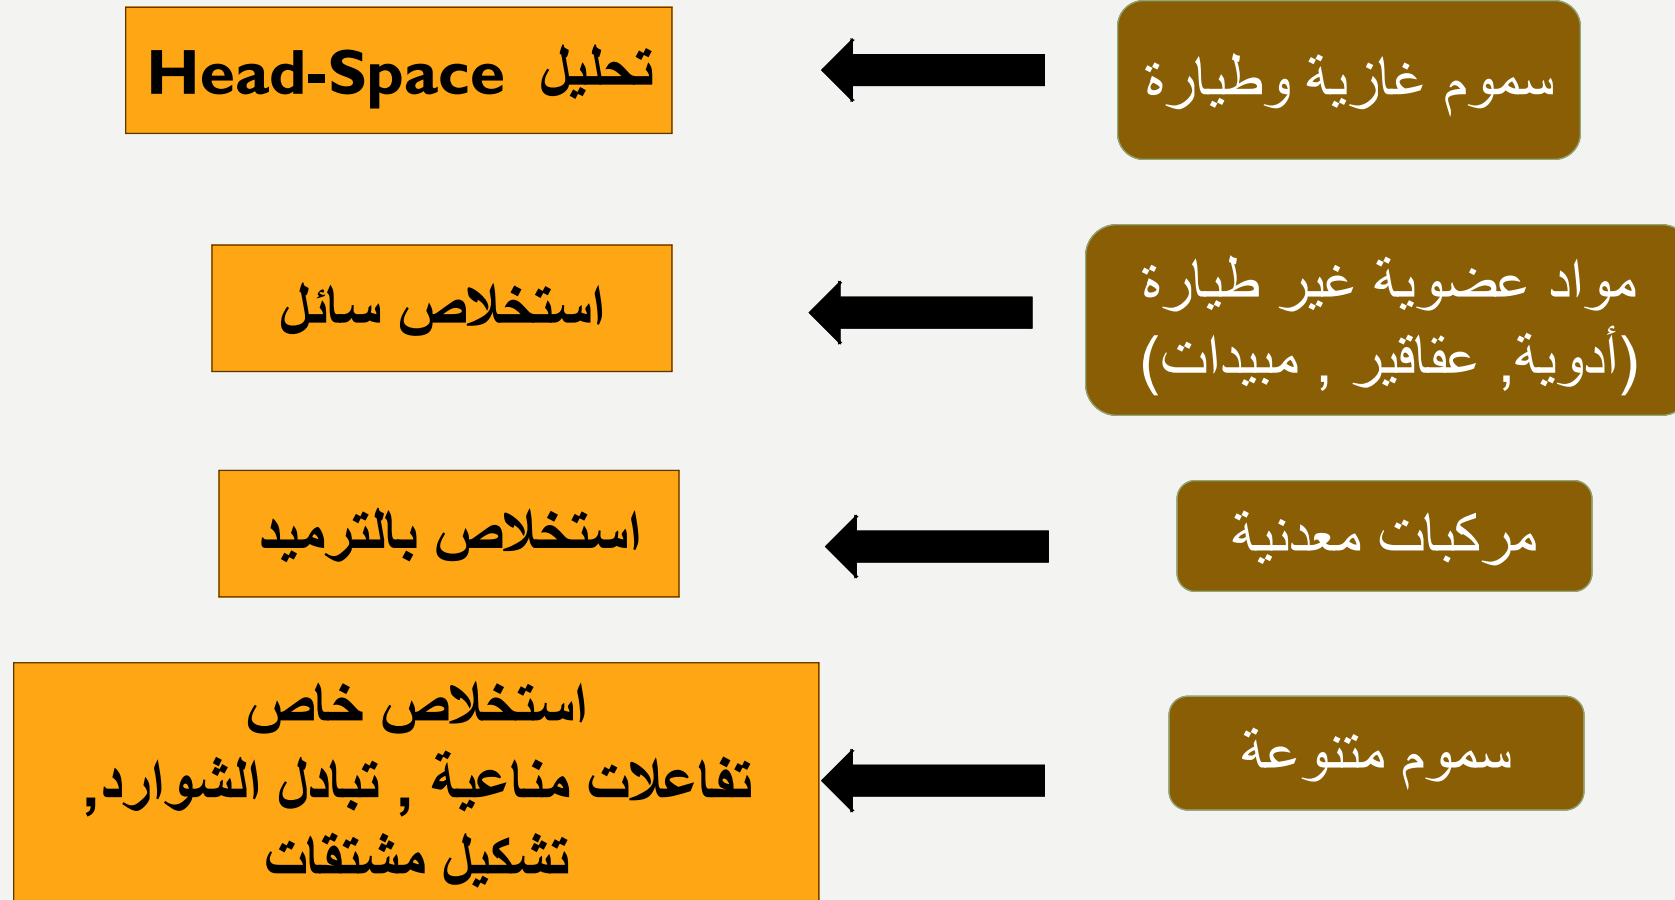 سموم غازية وطيارة
تحليل Head-Space
مواد عضوية غير طيارة
(أدوية, عقاقير , مبيدات)
استخلاص سائل
مركبات معدنية
استخلاص بالترميد
سموم متنوعة
استخلاص خاص
تفاعلات مناعية , تبادل الشوارد,
تشكيل مشتقات